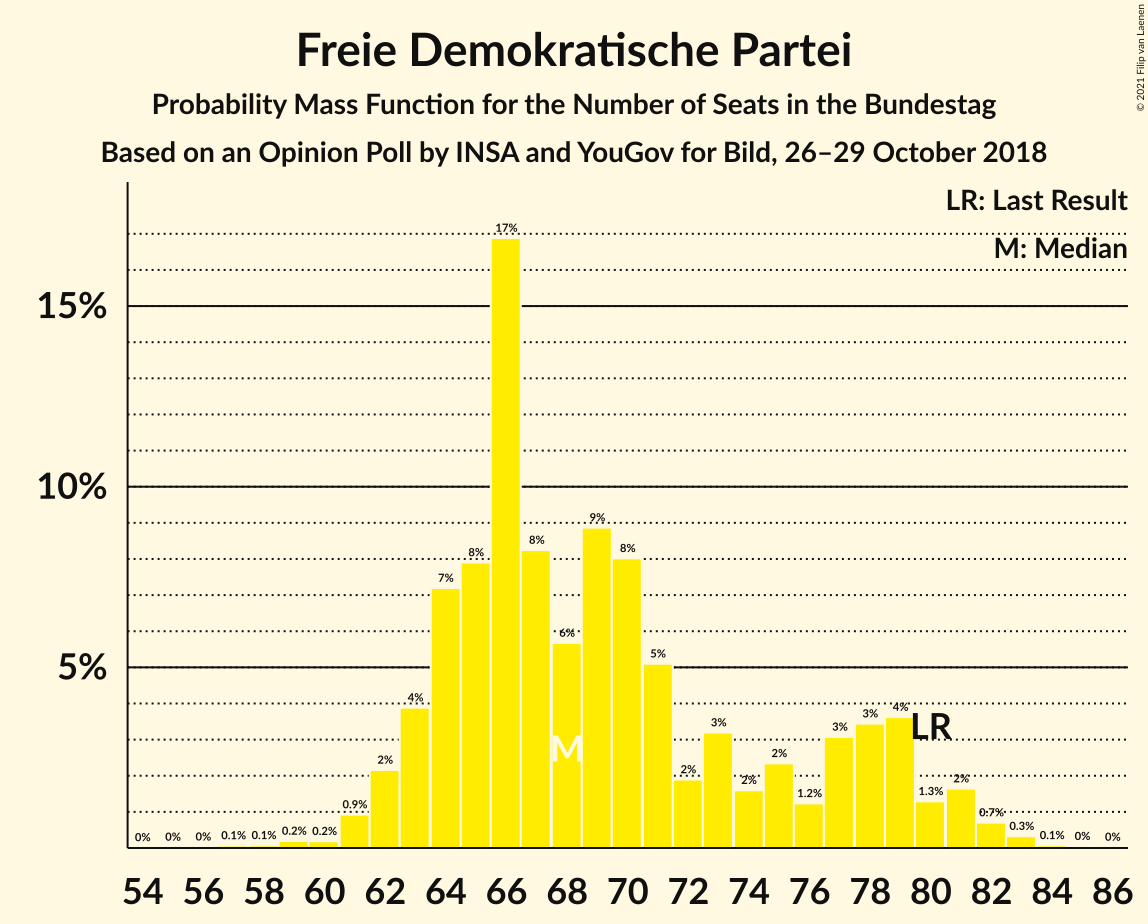 Freie Demokratische Partei
Probability Mass Function for the Number of Seats in the Bundestag
Based on an Opinion Poll by INSA and YouGov for Bild, 26–29 October 2018
© 2021 Filip van Laenen
LR: Last Result
M: Median
15%
10%
5%
0% 0% 0% 0.1% 0.1% 0.2% 0.2% 0.9% 2% 4% 7% 8% 17% 8% 6% 9% 8% 5% 2% 3% 2% 2% 1.2% 3% 3% 4% 1.3% 2% 0.7% 0.3% 0.1% 0% 0%
M
LR
54 56 58 60 62 64 66 68 70 72 74 76 78 80 82 84 86